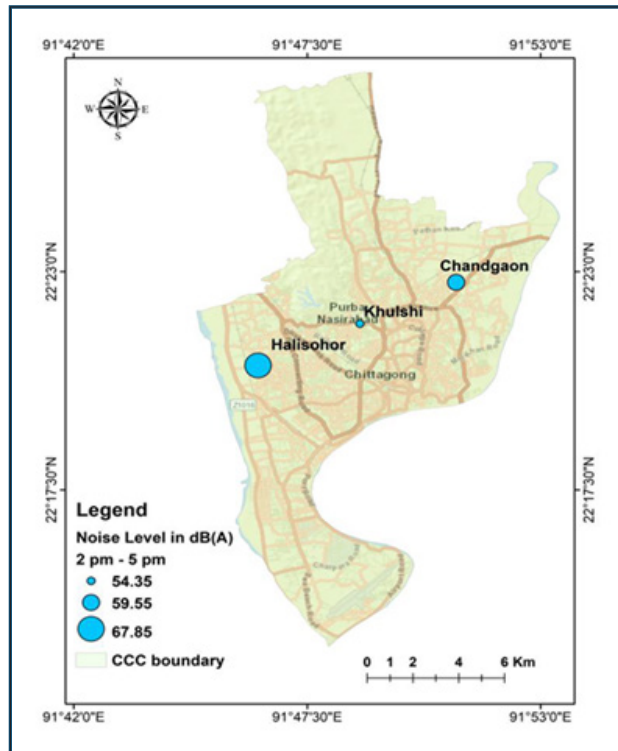 91°42'0"E 91°47'30"E 91°53'0"E
N
W E
S
22°23'0"N 22°23'0"N
Chandgaon
Purba
Nasirabad
Khulshi
Halisohor
Chittagong
22°17'30"N 22°17'30"N
Legend
Noise Level in dB(A)
2 pm - 5 pm
54.35
59.55
67.85
CCC boundary
0 1 2 4 6 Km
91°42'0"E 91°47'30"E 91°53'0"E